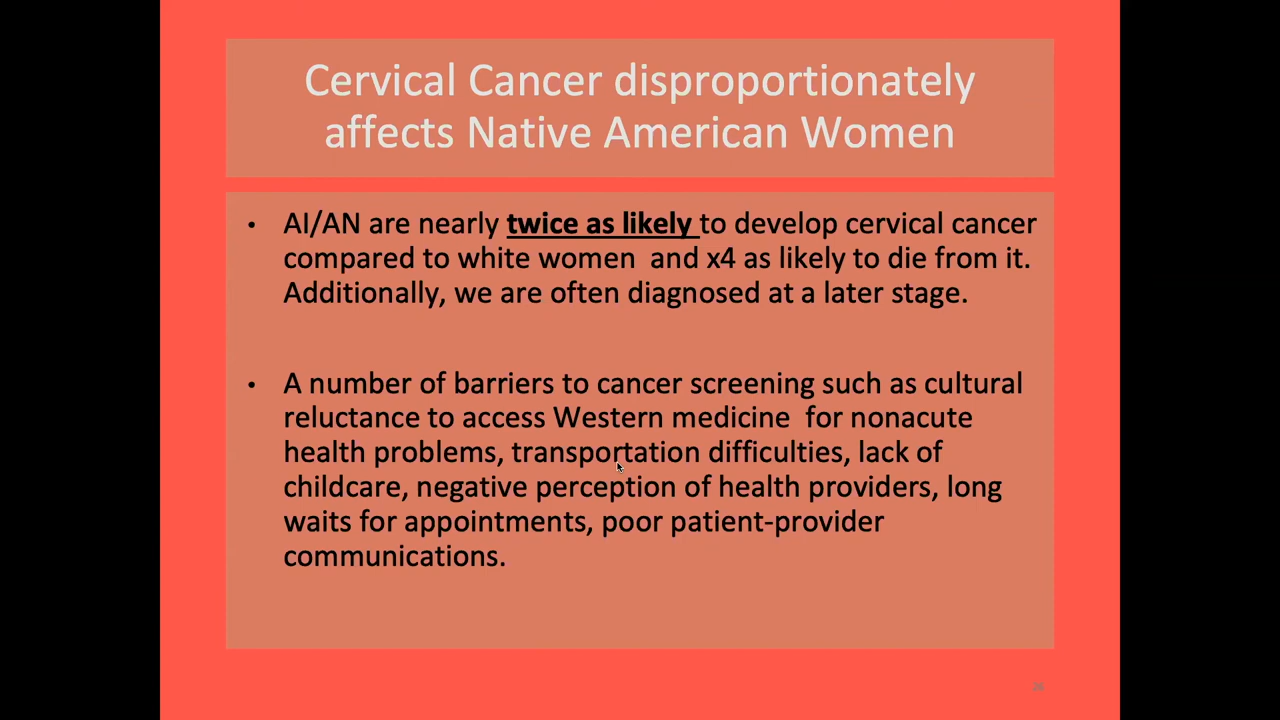 Cervical Cancer disproportionately
affects Native American Women
• AI/AN are nearly twice as likely to develop cervical cancer
compared to white women  and x4 as likely to die from it.
Additionally, we are often diagnosed at a later stage.
• A number of barriers to cancer screening such as cultural
reluctance to access Western medicine  for nonacute
health problems, transportation difficulties, lack of
childcare, negative perception of health providers, long
waits for appointments, poor patient-provider
communications.